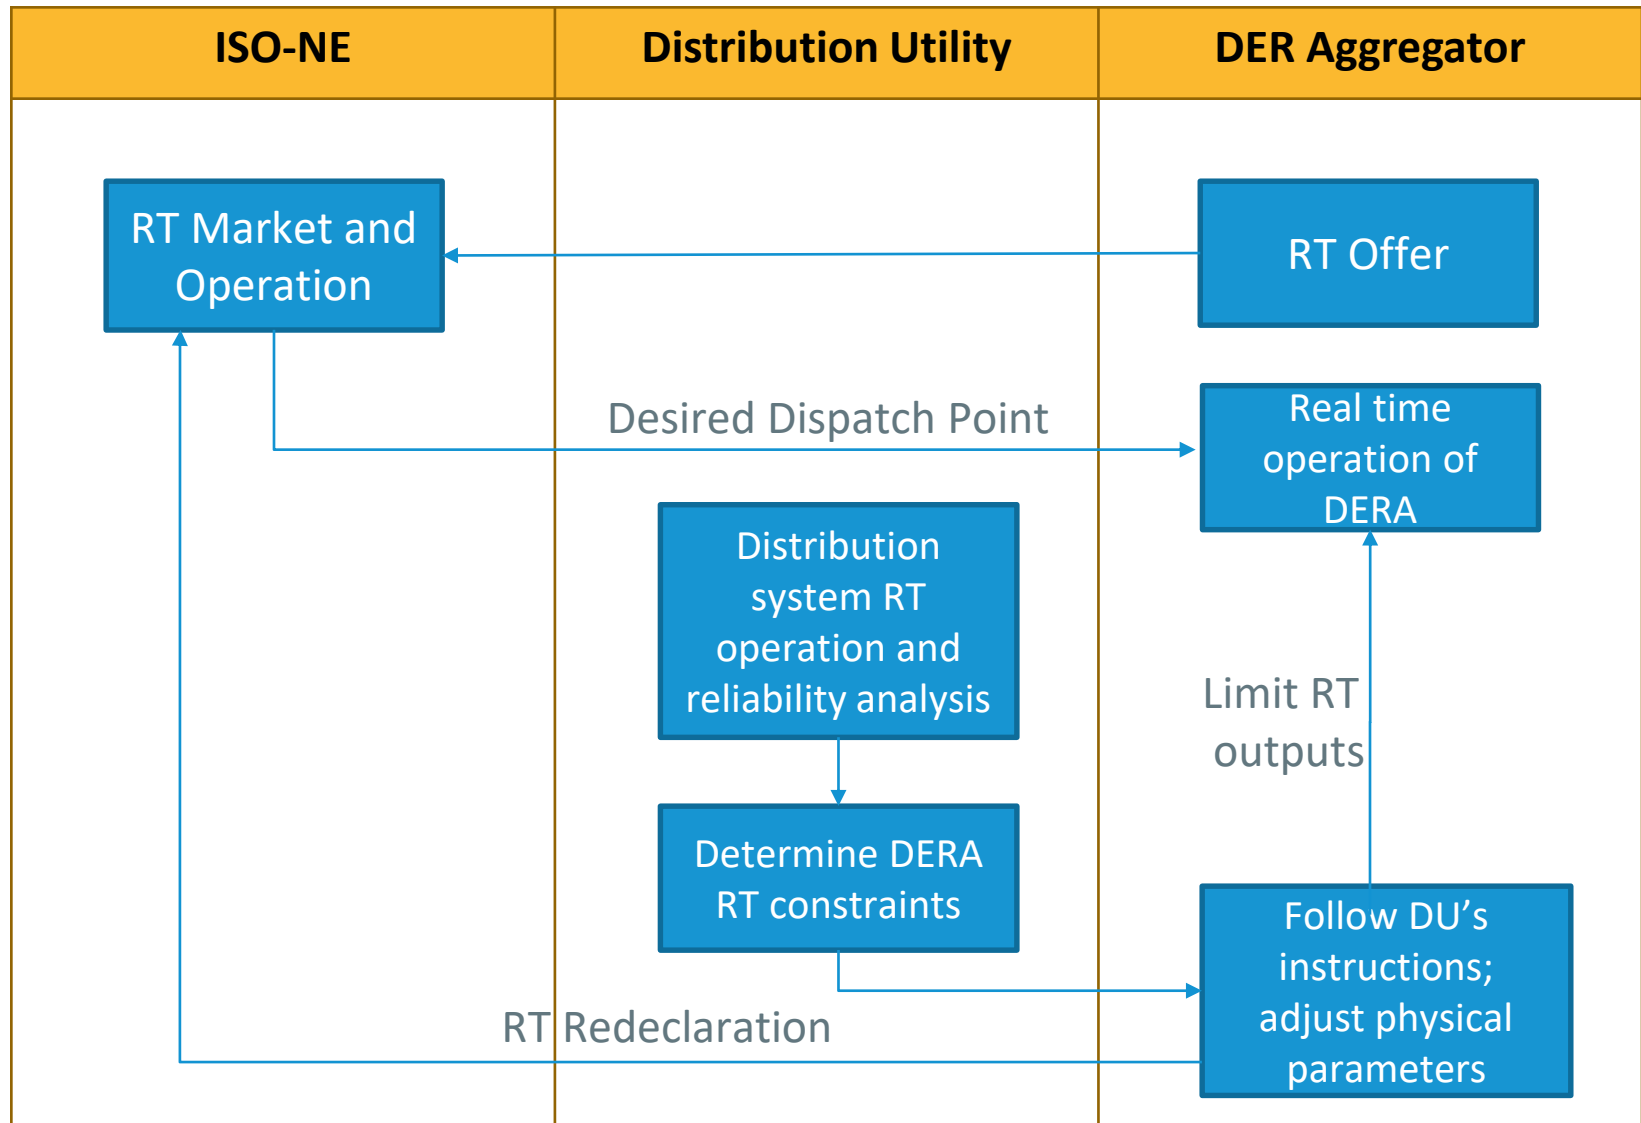 ISO-NE
Distribution Utility
DER Aggregator
RT Market and
Operation
RT Offer
Desired Dispatch Point
Real time
operation of
DERA
Distribution
system RT
operation and
reliability analysis
Limit RT
outputs
Determine DERA
RT constraints
Follow DU’s
instructions;
adjust physical
parameters
RT Redeclaration